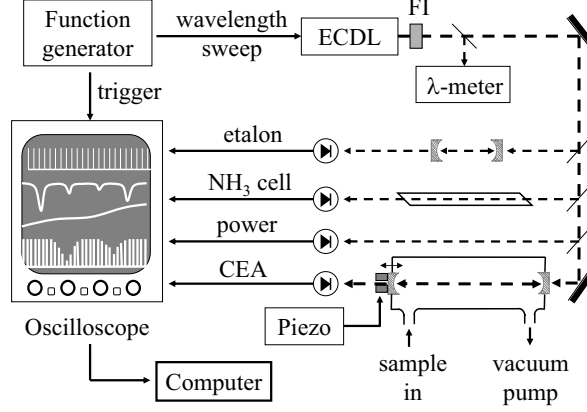 Function
generator
wavelength
sweep
ECDL
FI
λ-meter
trigger
etalon
NH₃ cell
power
CEA
Oscilloscope
Piezo
sample
in
vacuum
pump
Computer